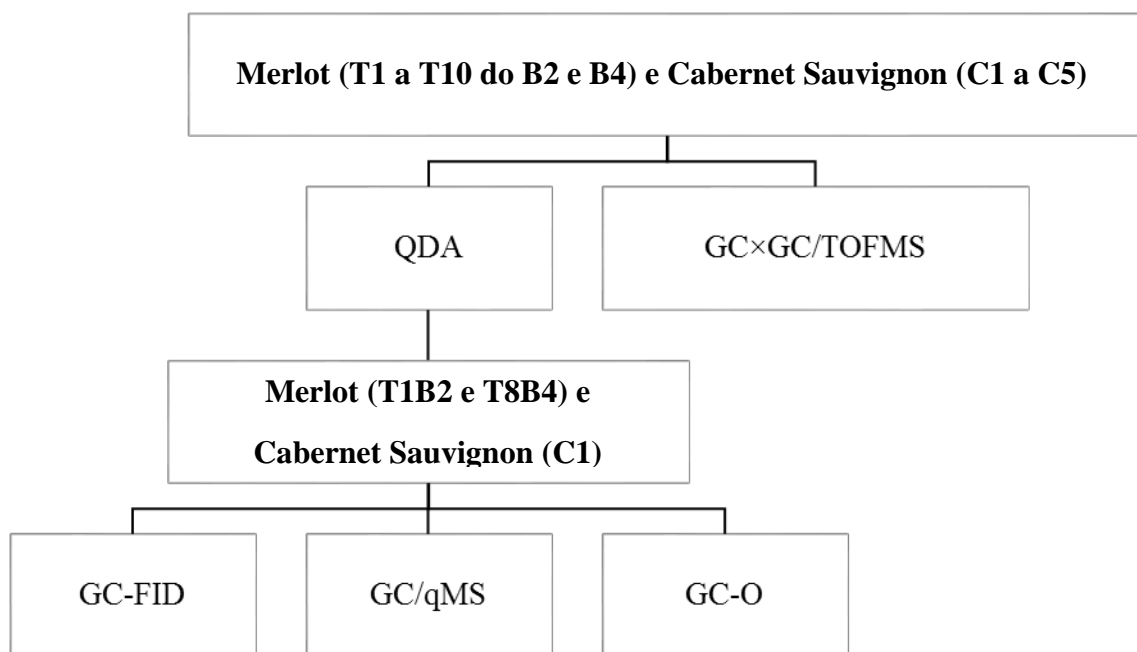 Merlot (T1 a T10 do B2 e B4) e Cabernet Sauvignon (C1 a C5)
QDA
GC×GC/TOFMS
Merlot (T1B2 e T8B4) e
Cabernet Sauvignon (C1)
GC-FID
GC/qMS
GC-O